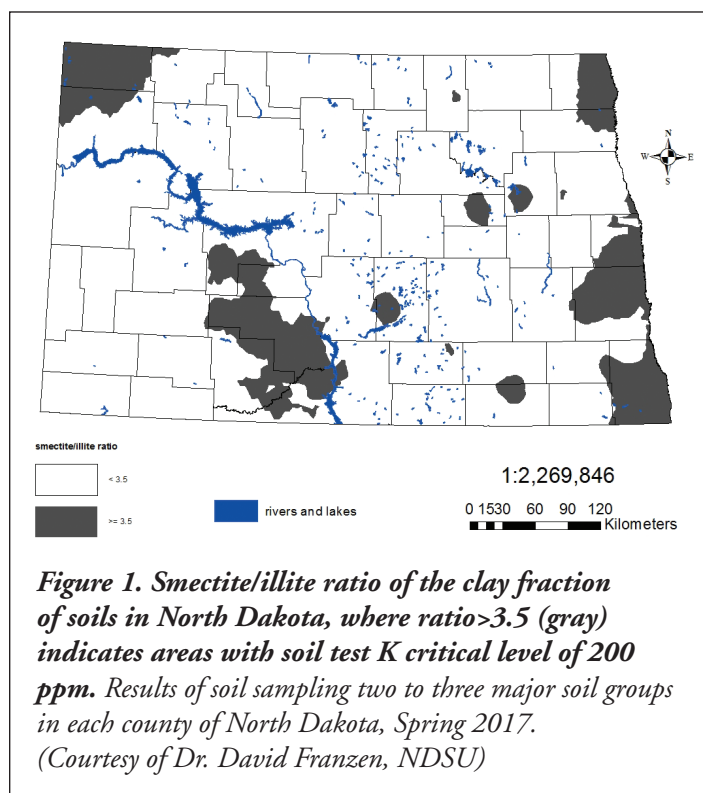 N
W E
S
smectite/illite ratio
< 3.5
>= 3.5
rivers and lakes
1:2,269,846
0 1530 60 90 120
Kilometers
Figure 1. Smectite/illite ratio of the clay fraction
of soils in North Dakota, where ratio>3.5 (gray)
indicates areas with soil test K critical level of 200
ppm. Results of soil sampling two to three major soil groups
in each county of North Dakota, Spring 2017.
(Courtesy of Dr. David Franzen, NDSU)